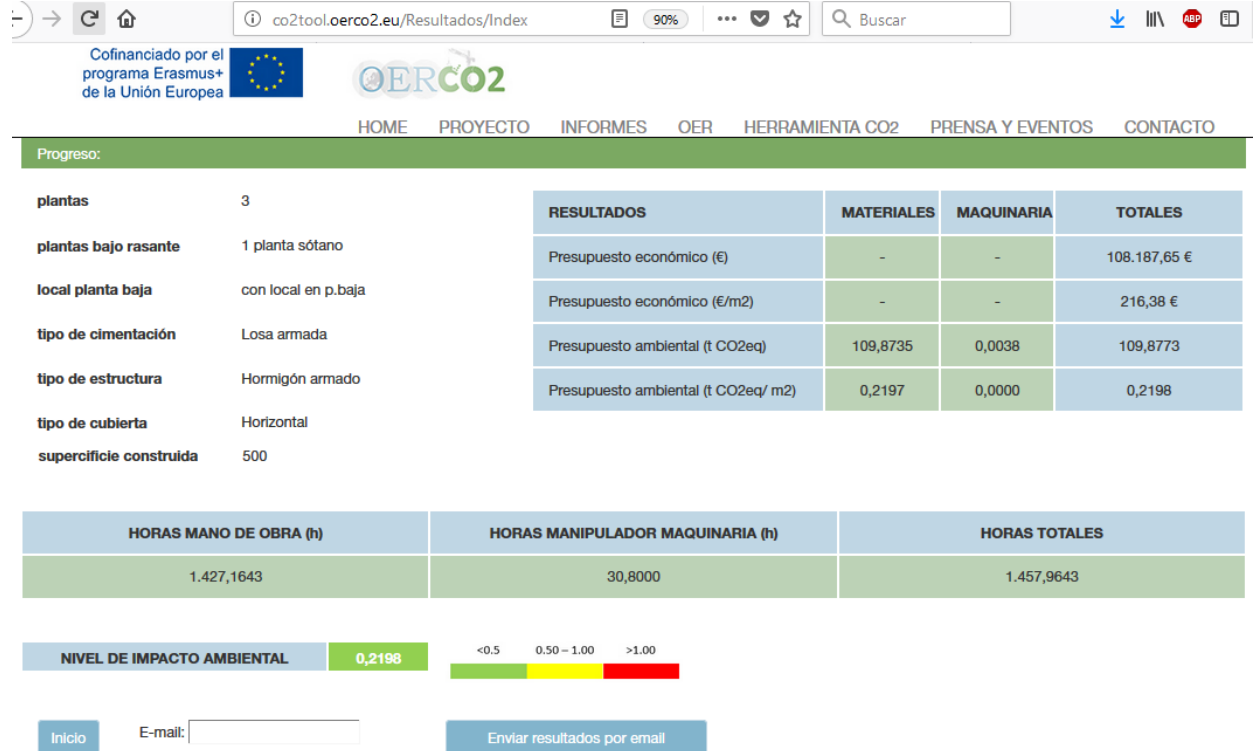 co2tool.oerco2.eu/Resultados/Index
90%
Buscar
ABP
Cofinanciado por el
programa Erasmus+
de la Unión Europea
OERCO2
HOME PROYECTO INFORMES OER HERRAMIENTA CO2 PRENSA Y EVENTOS CONTACTO
Progreso:
plantas 3
plantas bajo rasante 1 planta sótano
local planta baja con local en p.baja
tipo de cimentación Losa armada
tipo de estructura Hormigón armado
tipo de cubierta Horizontal
supercificie construida 500
RESULTADOS MATERIALES MAQUINARIA TOTALES
Presupuesto económico (€) - - 108.187,65 €
Presupuesto económico (€/m2) - - 216,38 €
Presupuesto ambiental (t CO2eq) 109,8735 0,0038 109,8773
Presupuesto ambiental (t CO2eq/ m2) 0,2197 0,0000 0,2198
HORAS MANO DE OBRA (h) HORAS MANIPULADOR MAQUINARIA (h) HORAS TOTALES
1.427,1643 30,8000 1.457,9643
NIVEL DE IMPACTO AMBIENTAL 0,2198
<0.5 0.50 – 1.00 >1.00
Inicio E-mail: Enviar resultados por email